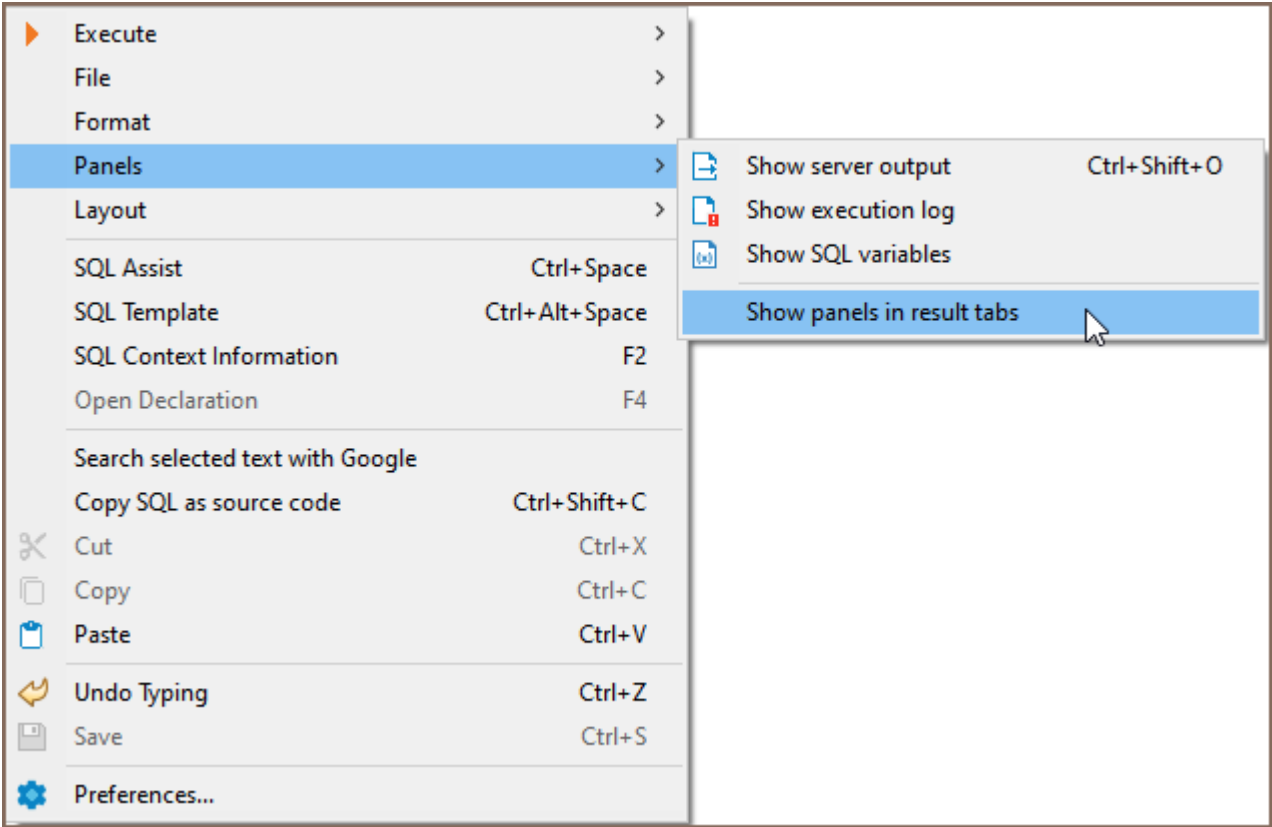 Execute >
File >
Format >
Panels >
Layout >
SQL Assist Ctrl+Space
SQL Template Ctrl+Alt+Space
SQL Context Information F2
Open Declaration F4
Search selected text with Google
Copy SQL as source code Ctrl+Shift+C
Cut Ctrl+X
Copy Ctrl+C
Paste Ctrl+V
Undo Typing Ctrl+Z
Save Ctrl+S
Preferences...
Show server output Ctrl+Shift+O
Show execution log
(x) Show SQL variables
Show panels in result tabs